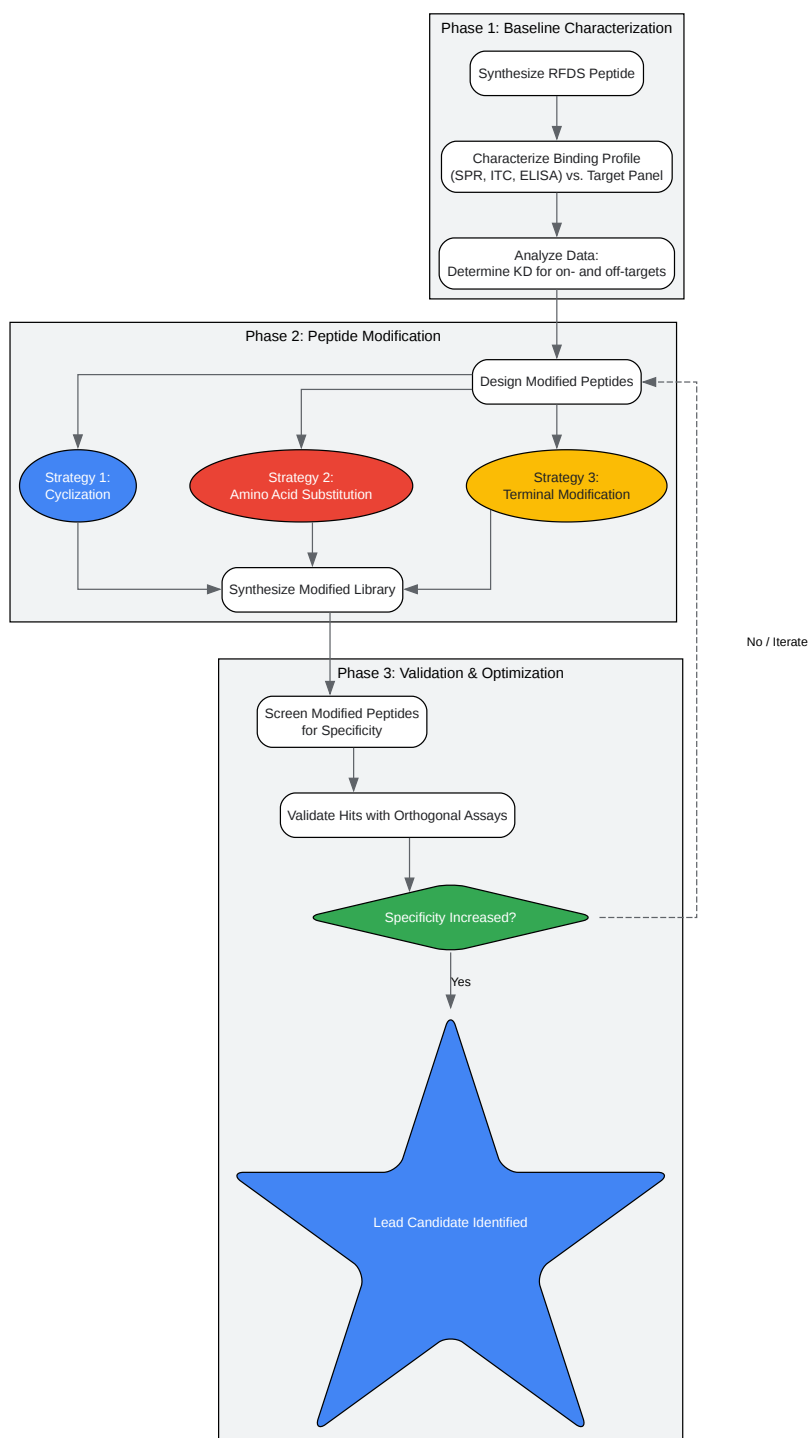 Phase 1: Baseline Characterization
Synthesize RFDS Peptide
Characterize Binding Profile
(SPR, ITC, ELISA) vs. Target Panel
Analyze Data:
Determine KD for on- and off-targets
Phase 2: Peptide Modification
Design Modified Peptides
Strategy 1:
Cyclization
Strategy 2:
Amino Acid Substitution
Strategy 3:
Terminal Modification
Synthesize Modified Library
No / Iterate
Phase 3: Validation & Optimization
Screen Modified Peptides
for Specificity
Validate Hits with Orthogonal Assays
Specificity Increased?
Yes
Lead Candidate Identified